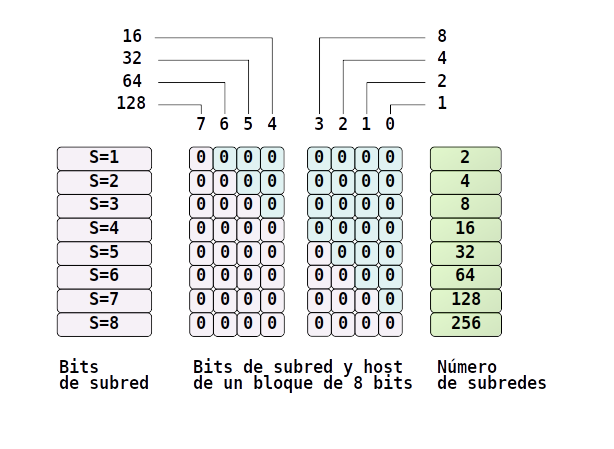 16 8
32 4
64 2
128 1
7 6 5 4 3 2 1 0
S=1 0 0 0 0 0 0 0 0 2
S=2 0 0 0 0 0 0 0 0 4
S=3 0 0 0 0 0 0 0 0 8
S=4 0 0 0 0 0 0 0 0 16
S=5 0 0 0 0 0 0 0 0 32
S=6 0 0 0 0 0 0 0 0 64
S=7 0 0 0 0 0 0 0 0 128
S=8 0 0 0 0 0 0 0 0 256
Bits
de subred
Bits de subred y host
de un bloque de 8 bits
Número
de subredes